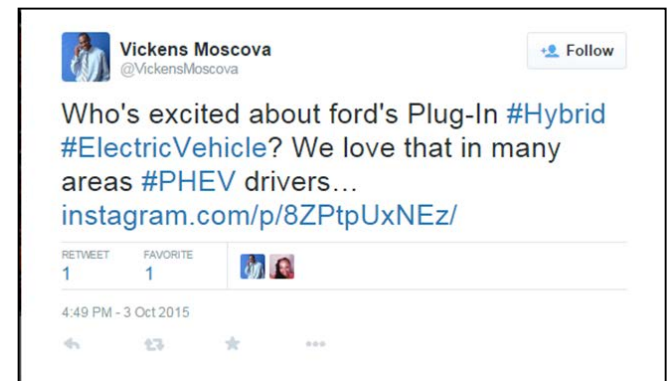 Vickens Moscova
@VickensMoscova
Follow
Who's excited about ford's Plug-In #Hybrid
#ElectricVehicle? We love that in many
areas #PHEV drivers…
instagram.com/p/8ZPtpUxNEz/
RETWEET FAVORITE
1 1
4:49 PM - 3 Oct 2015